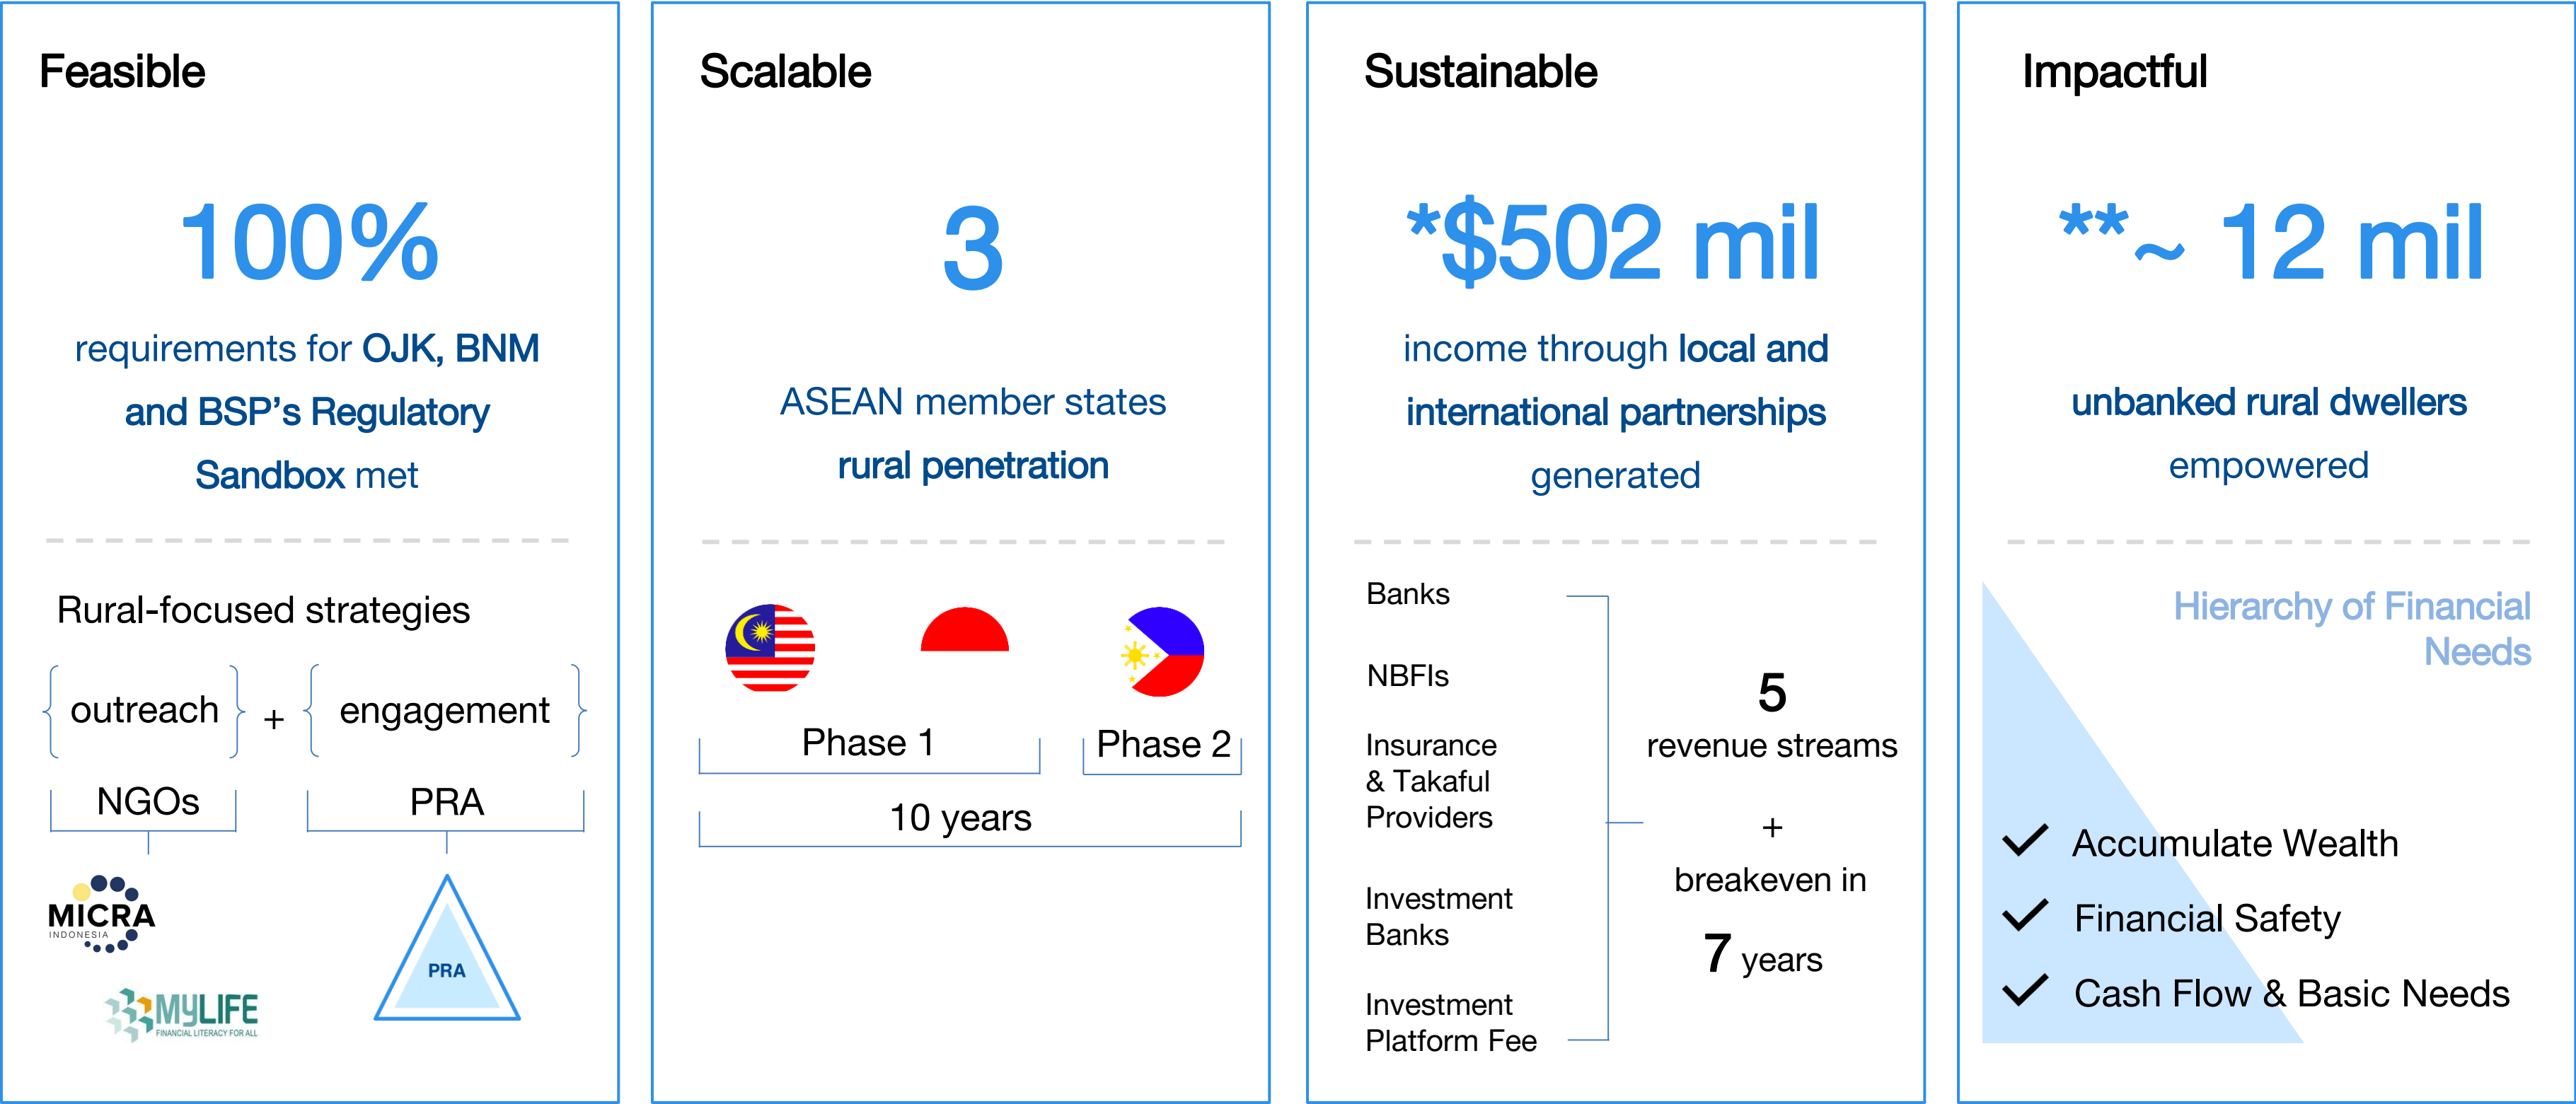 Feasible
100%
requirements for OJK, BNM
and BSP’s Regulatory
Sandbox met
Rural-focused strategies
outreach + engagement
NGOs PRA
MICRA
INDONESIA
PRA
MYLIFE
FINANCIAL LITERACY FOR ALL
Scalable
3
ASEAN member states
rural penetration
Phase 1 Phase 2
10 years
Sustainable
*$502 mil
income through local and
international partnerships
generated
Banks
NBFIs
Insurance
& Takaful
Providers
Investment
Banks
Investment
Platform Fee
5
revenue streams
+
breakeven in
7 years
Impactful
**~ 12 mil
unbanked rural dwellers
empowered
Hierarchy of Financial
Needs
Accumulate Wealth
Financial Safety
Cash Flow & Basic Needs